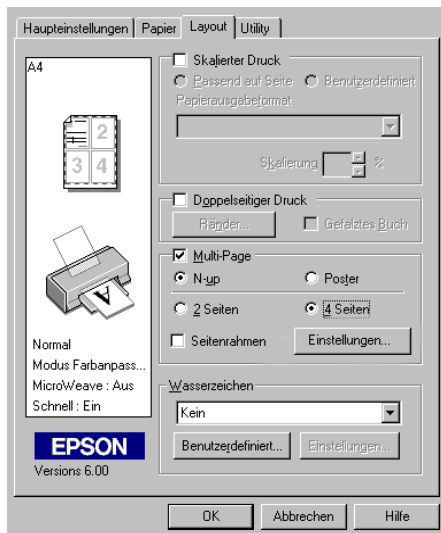 Haupteinstellungen Papier Layout Utility
A4
2
3 4
A
Normal
Modus Farbanpass...
MicroWeave : Aus
Schnell : Ein
EPSON
Versions 6.00
Skalierter Druck
Passend auf Seite Benutzerdefiniert
Papierausgabeformat
Skalierung %
Doppelseitiger Druck
Ränder... Gefalztes Buch
Multi-Page
N-up Poster
2 Seiten 4 Seiten
Seitenrahmen Einstellungen...
Wasserzeichen
Kein
Benutzerdefiniert... Einstellungen...
OK Abbrechen Hilfe